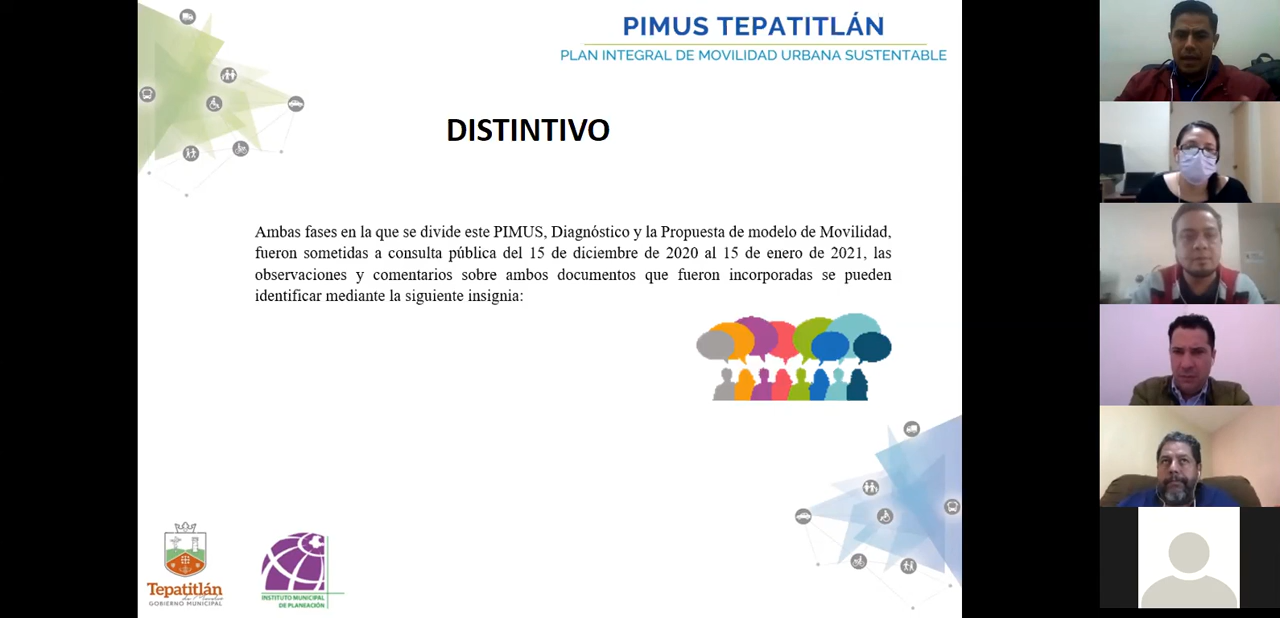 PIMUS TEPATITLÁN
PLAN INTEGRAL DE MOVILIDAD URBANA SUSTENTABLE
DISTINTIVO
Ambas fases en la que se divide este PIMUS, Diagnóstico y la Propuesta de modelo de Movilidad,
fueron sometidas a consulta pública del 15 de diciembre de 2020 al 15 de enero de 2021, las
observaciones y comentarios sobre ambos documentos que fueron incorporadas se pueden
identificar mediante la siguiente insignia:
Tepatitlán
de Morelos
GOBIERNO MUNICIPAL
INSTITUTO MUNICIPAL
DE PLANEACIÓN